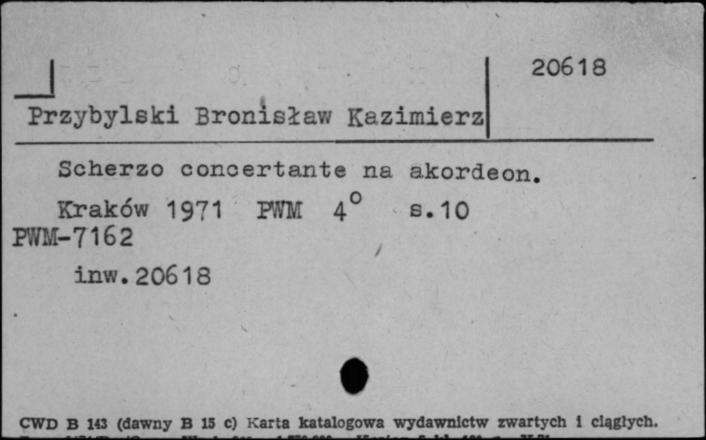 20618
Przybylski Bronisław Kazimierz
Scherzo concertante na akordeon.
Kraków 1971 PWM 4° s.10
PWM-7162
inw.20618
CWD B 143 (dawny B 15 c) Karta katalogowa wydawnictw zwartych i ciągłych.